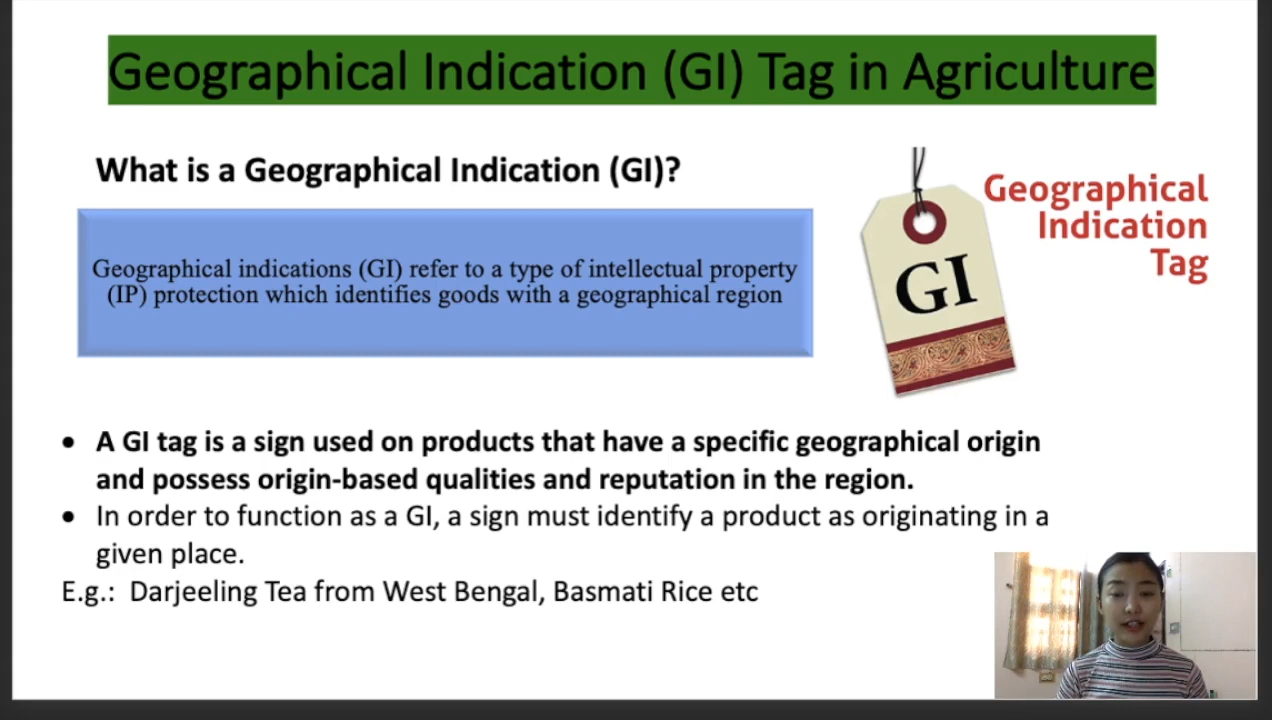 Geographical Indication (GI) Tag in Agriculture
What is a Geographical Indication (GI)?
Geographical indications (GI) refer to a type of intellectual property
(IP) protection which identifies goods with a geographical region
GI
Geographical
Indication
Tag
• A GI tag is a sign used on products that have a specific geographical origin
and possess origin-based qualities and reputation in the region.
• In order to function as a GI, a sign must identify a product as originating in a
given place.
E.g.: Darjeeling Tea from West Bengal, Basmati Rice etc